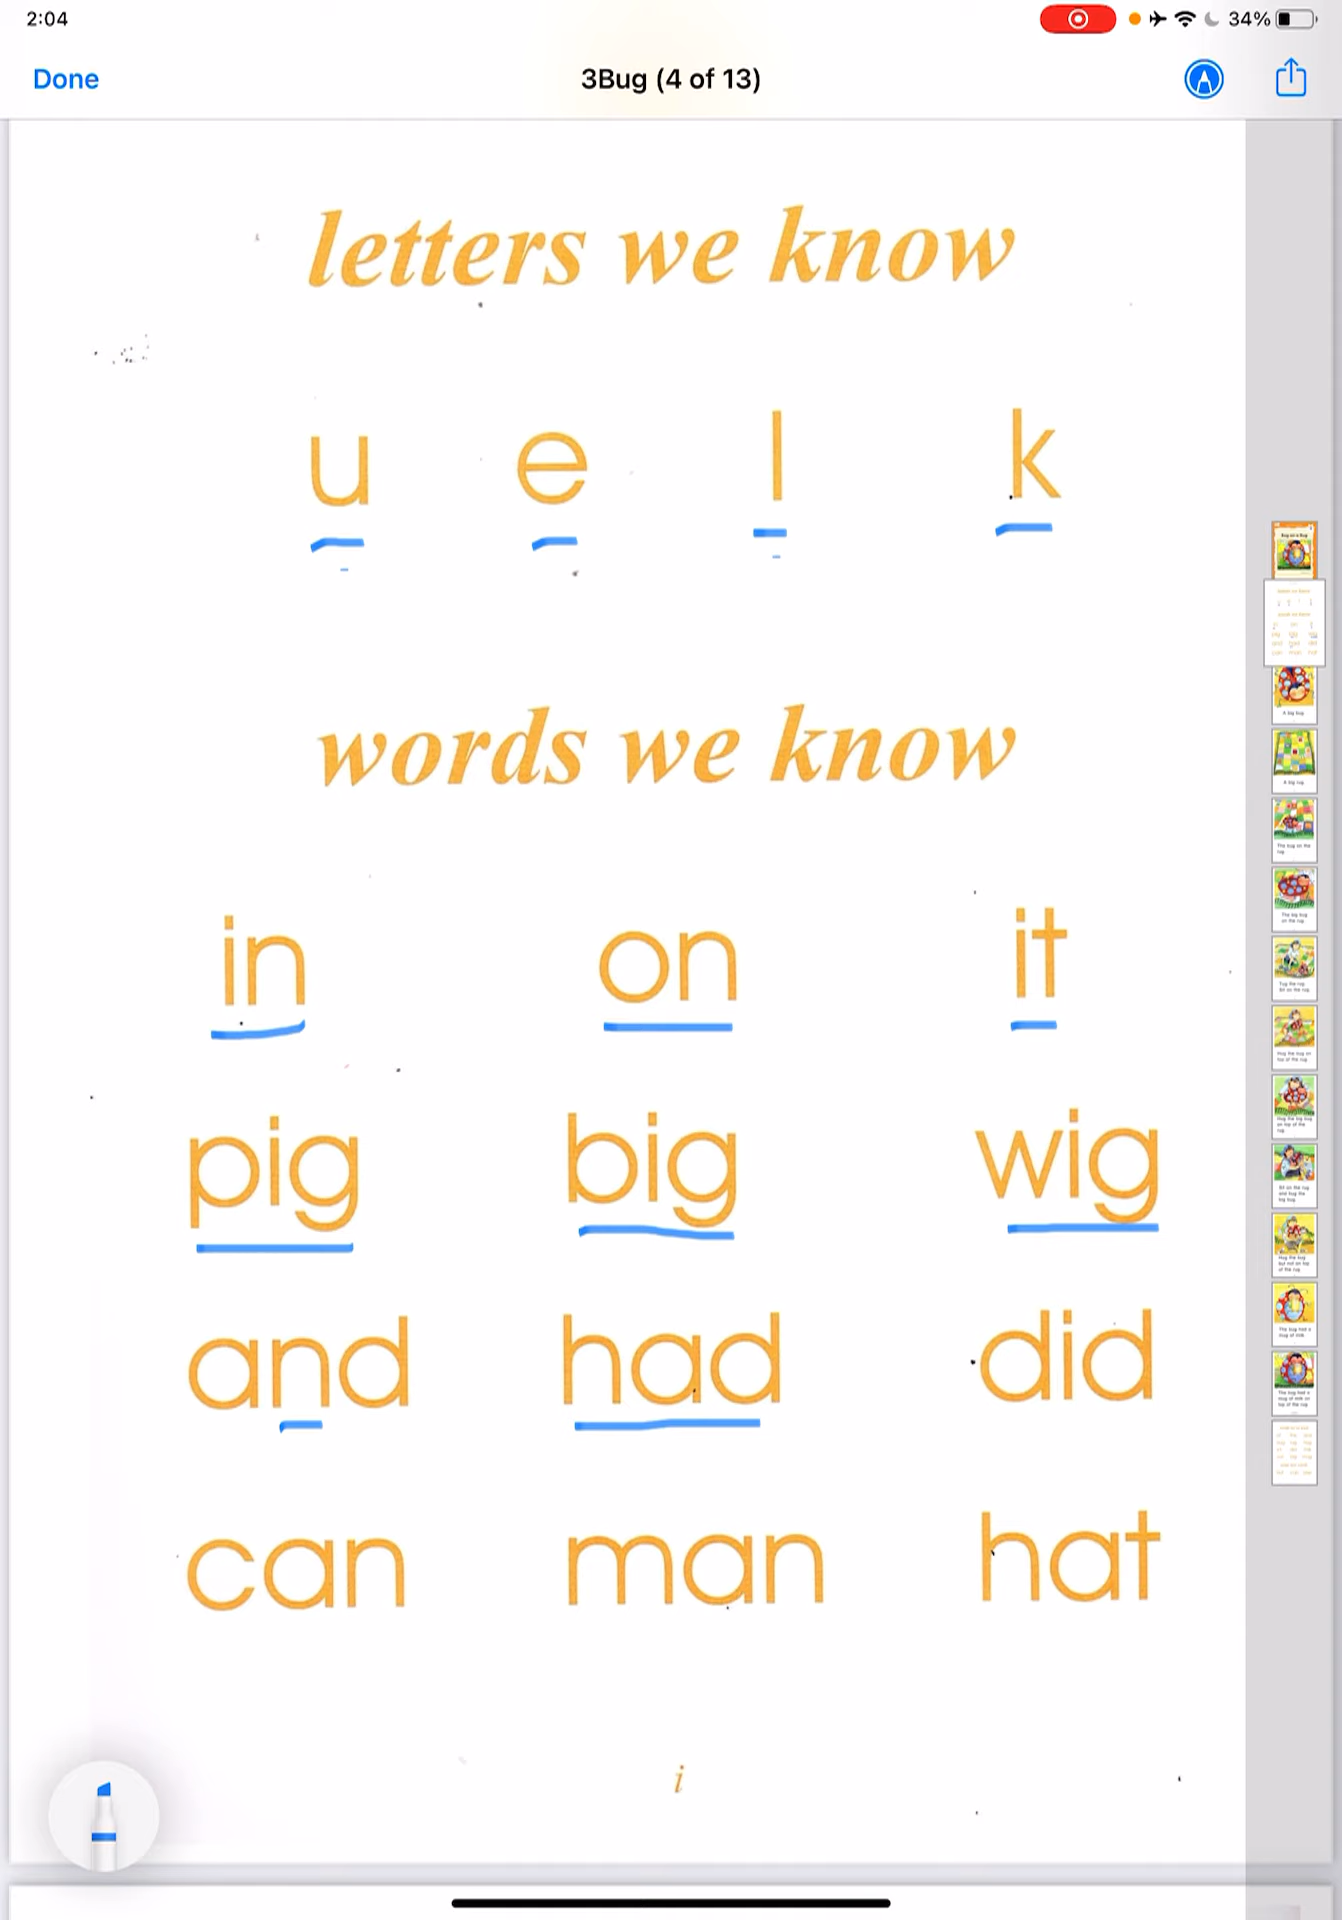 2:04
34%
Done
3Bug (4 of 13)
letters we know
u e l k
words we know
in on it
pig big wig
and had did
can man hat
i